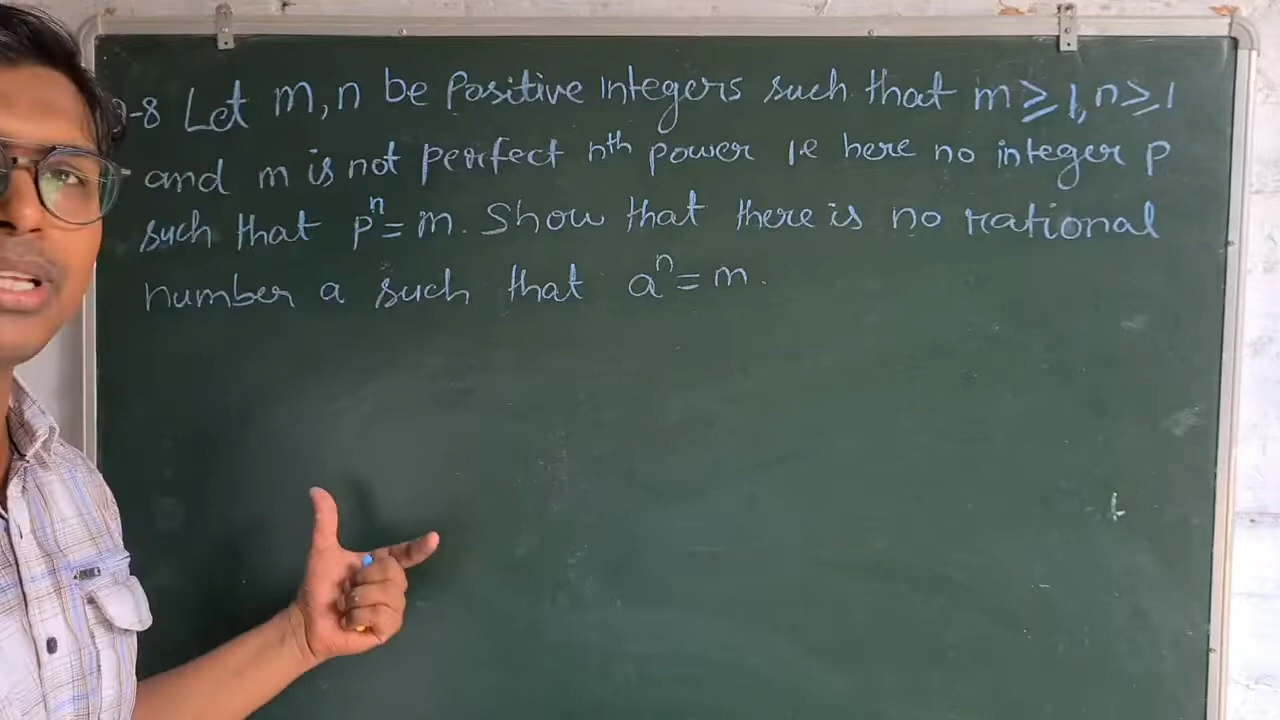 -8 Let m,n be Positive Integers such that m ≥ 1, n ≥ 1
and m is not perfect nth power i.e here no integer p
such that pⁿ = m. Show that there is no rational
number a such that aⁿ = m.